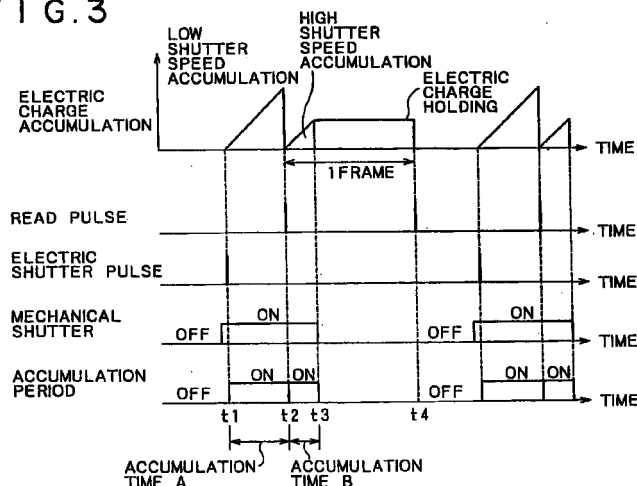 FIG.3
LOW
SHUTTER
SPEED
ACCUMULATION
HIGH
SHUTTER
SPEED
ACCUMULATION
ELECTRIC
CHARGE
HOLDING
ELECTRIC
CHARGE
ACCUMULATION
TIME
1 FRAME
READ PULSE
TIME
ELECTRIC
SHUTTER PULSE
TIME
MECHANICAL
SHUTTER
OFF
ON
OFF
ON
TIME
ACCUMULATION
PERIOD
OFF
ON
ON
OFF
ON
ON
TIME
t1
t2
t3
t4
ACCUMULATION
TIME A
ACCUMULATION
TIME B